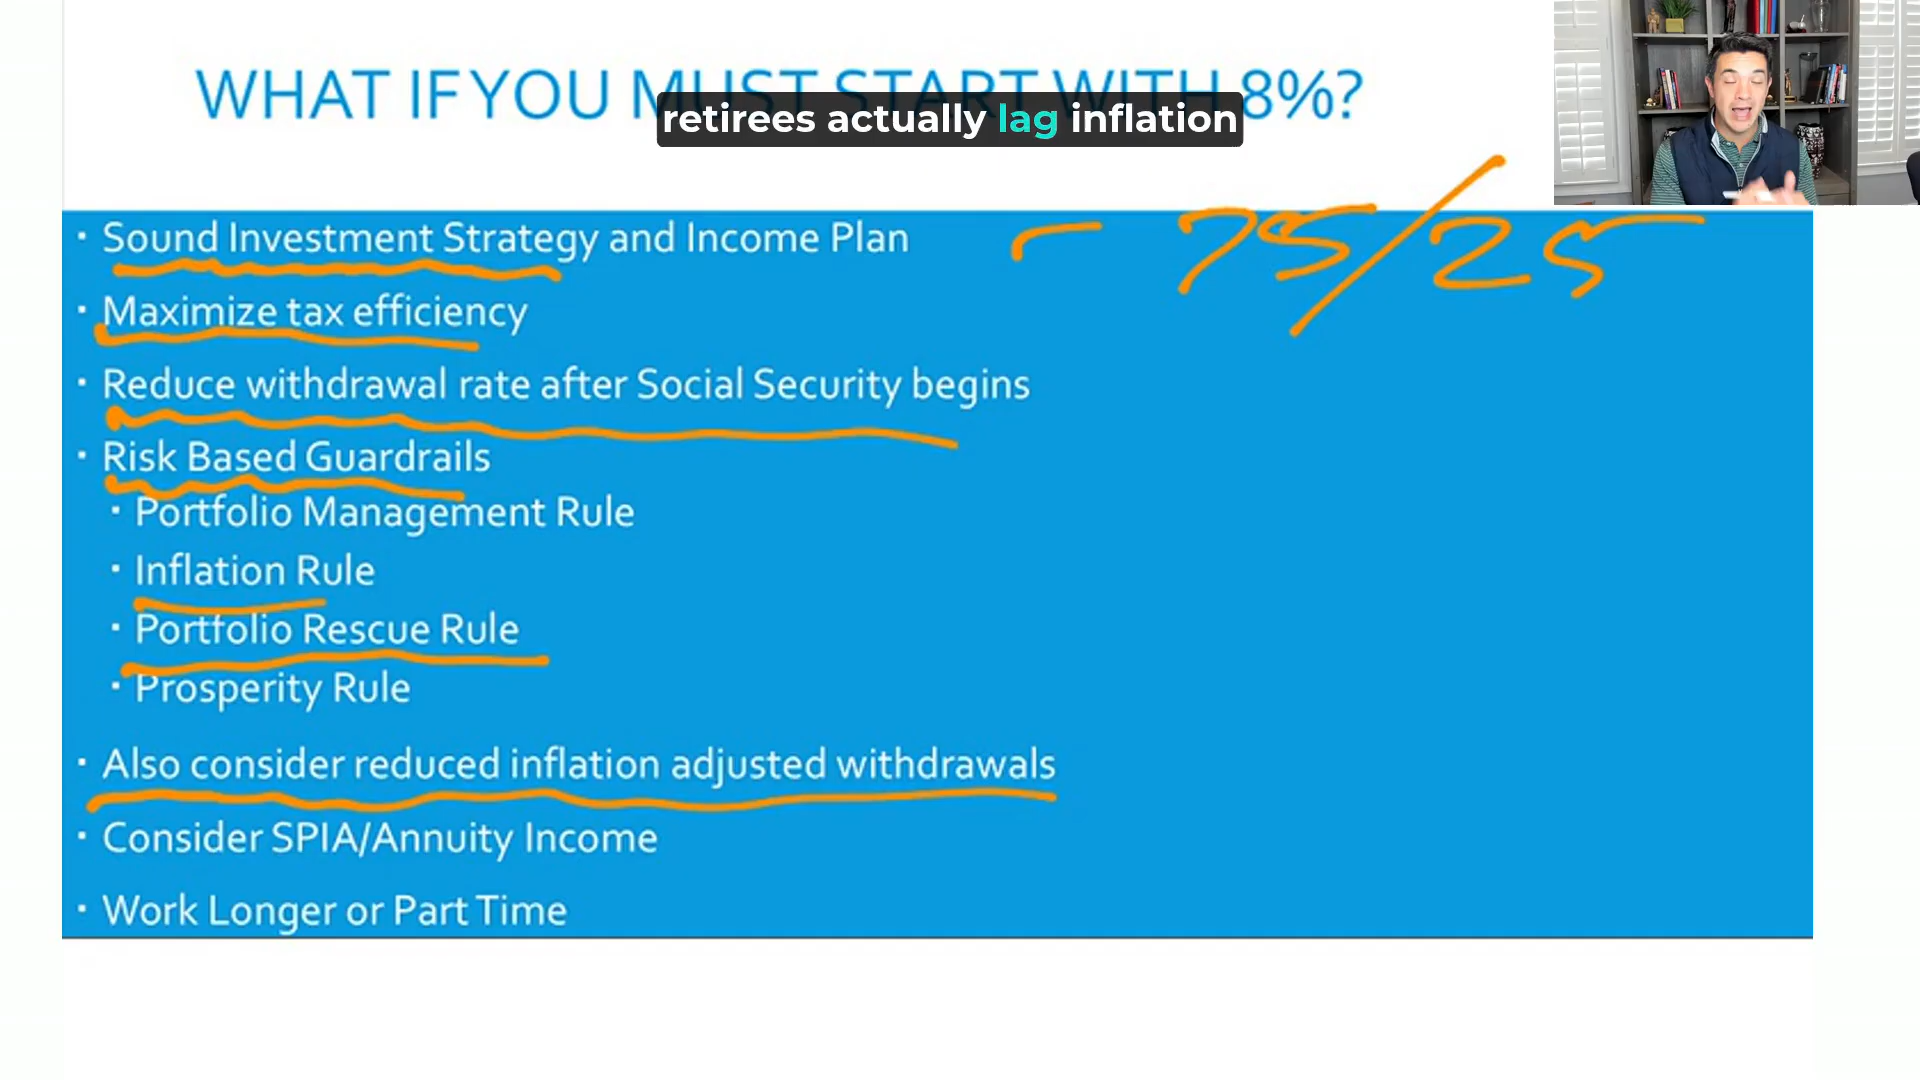 WHAT IF YOU MUST START WITH 8%?
retirees actually lag inflation
· Sound Investment Strategy and Income Plan
- 75/25
· Maximize tax efficiency
· Reduce withdrawal rate after Social Security begins
· Risk Based Guardrails
· Portfolio Management Rule
· Inflation Rule
· Portfolio Rescue Rule
· Prosperity Rule
· Also consider reduced inflation adjusted withdrawals
· Consider SPIA/Annuity Income
· Work Longer or Part Time